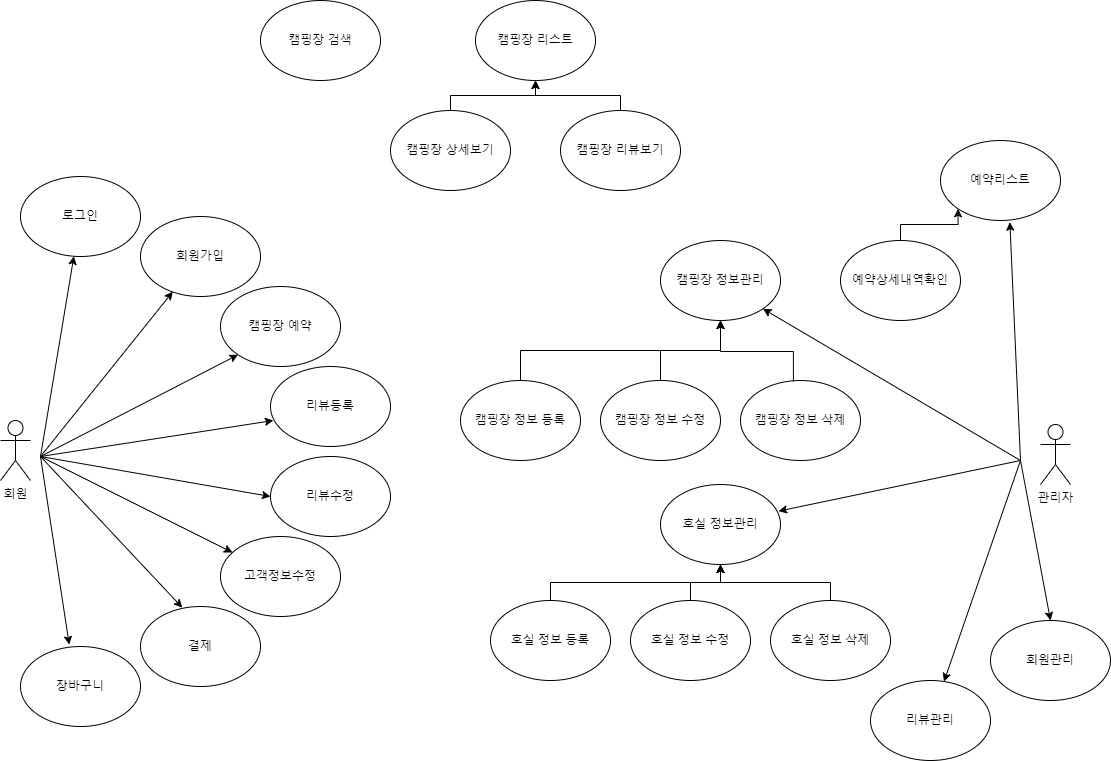 캠핑장 검색
캠핑장 리스트
캠핑장 상세보기
캠핑장 리뷰보기
예약리스트
로그인
회원가입
캠핑장 정보관리
예약상세내역확인
캠핑장 예약
리뷰등록
캠핑장 정보 등록
캠핑장 정보 수정
캠핑장 정보 삭제
회원
리뷰수정
관리자
호실 정보관리
고객정보수정
결제
호실 정보 등록
호실 정보 수정
호실 정보 삭제
회원관리
장바구니
리뷰관리